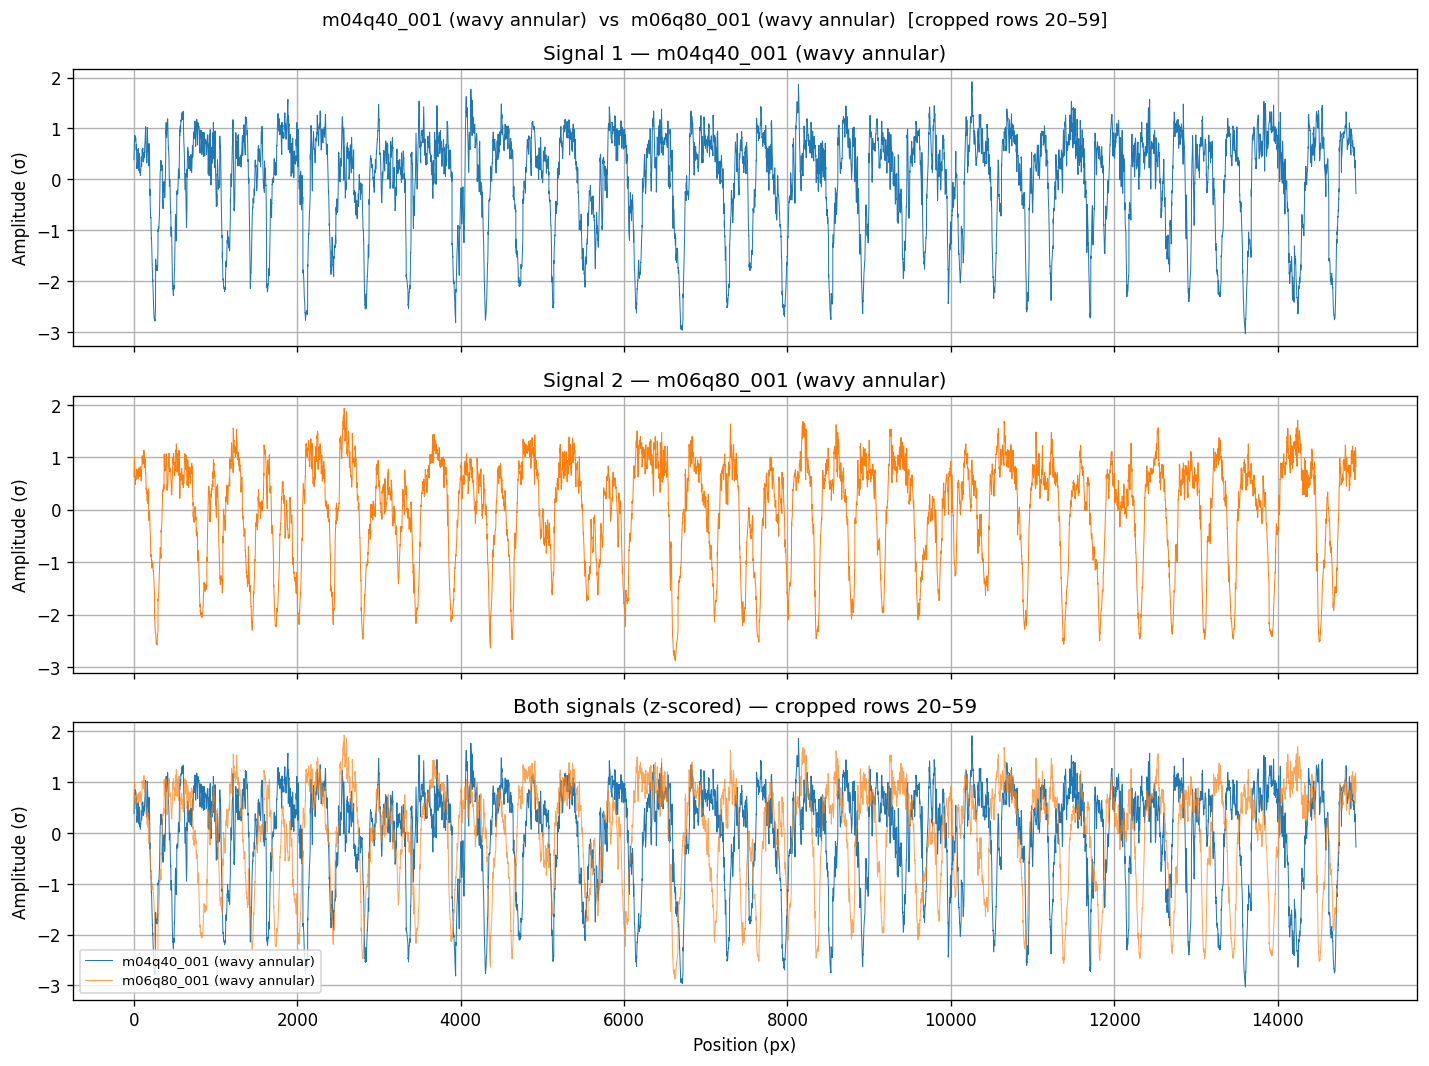 m04q40_001 (wavy annular)  vs  m06q80_001 (wavy annular)  [cropped rows 20–59]
Signal 1 — m04q40_001 (wavy annular)
Amplitude (σ)
2
1
0
−1
−2
−3
Signal 2 — m06q80_001 (wavy annular)
Amplitude (σ)
2
1
0
−1
−2
−3
Both signals (z-scored) — cropped rows 20–59
Amplitude (σ)
2
1
0
−1
−2
−3
m04q40_001 (wavy annular)
m06q80_001 (wavy annular)
0 2000 4000 6000 8000 10000 12000 14000
Position (px)